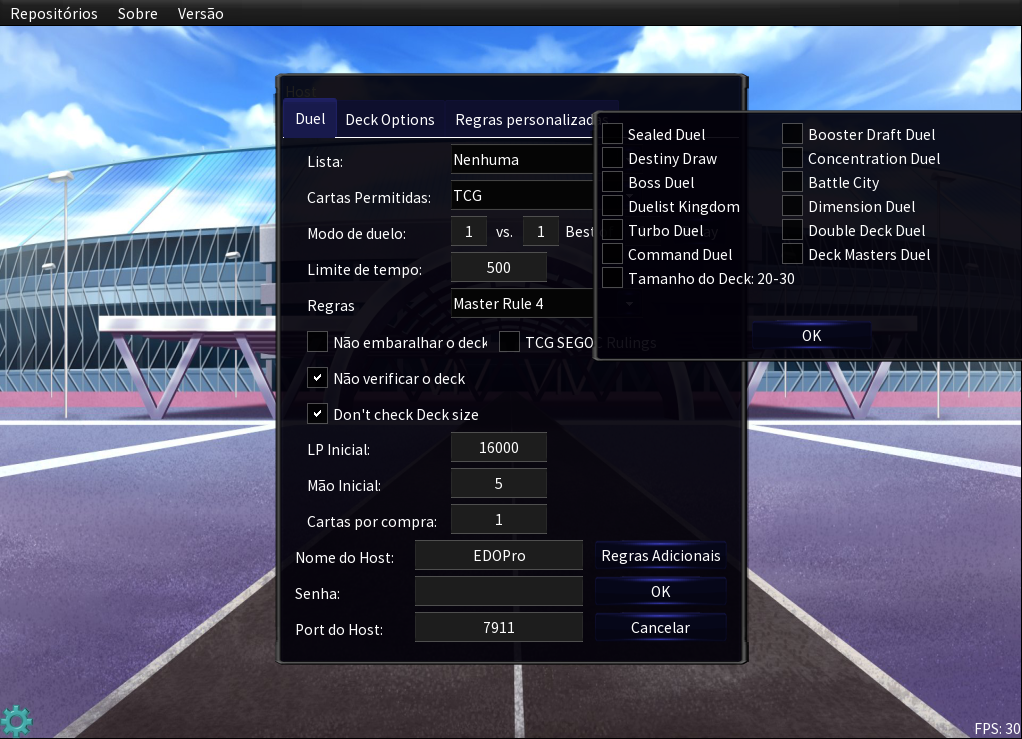 Repositórios Sobre Versão
Host
Duel Deck Options Regras personalizad
Lista: Nenhuma
Cartas Permitidas: TCG
Modo de duelo: 1 vs. 1 Best
Limite de tempo: 500
Regras Master Rule 4
Não embaralhar o deck TCG SEGOC Rulings
Não verificar o deck
Don't check Deck size
LP Inicial: 16000
Mão Inicial: 5
Cartas por compra: 1
Nome do Host: EDOPro Regras Adicionais
Senha: OK
Port do Host: 7911 Cancelar
Sealed Duel Booster Draft Duel
Destiny Draw Concentration Duel
Boss Duel Battle City
Duelist Kingdom Dimension Duel
Turbo Duel Double Deck Duel
Command Duel Deck Masters Duel
Tamanho do Deck: 20-30
OK
FPS: 30